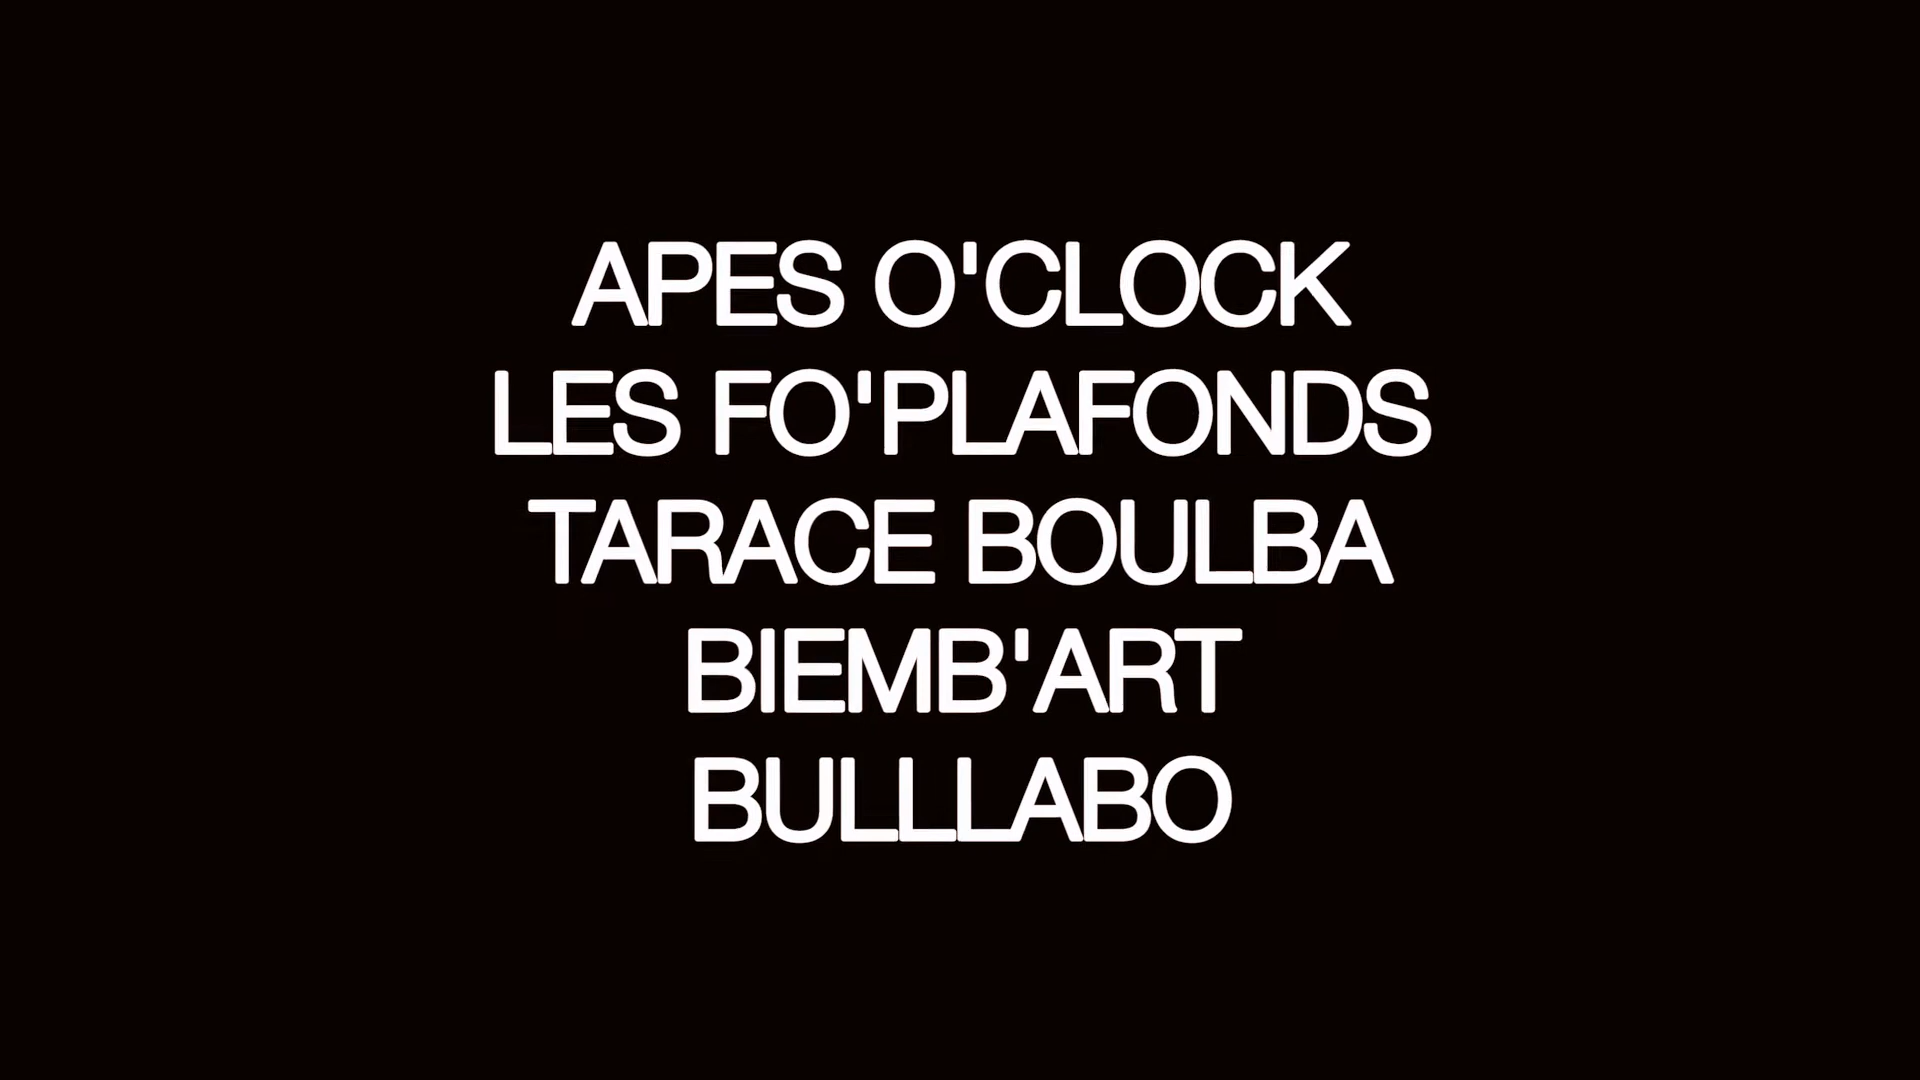 APES O'CLOCK
LES FO'PLAFONDS
TARACE BOULBA
BIEMB'ART
BULLLABO